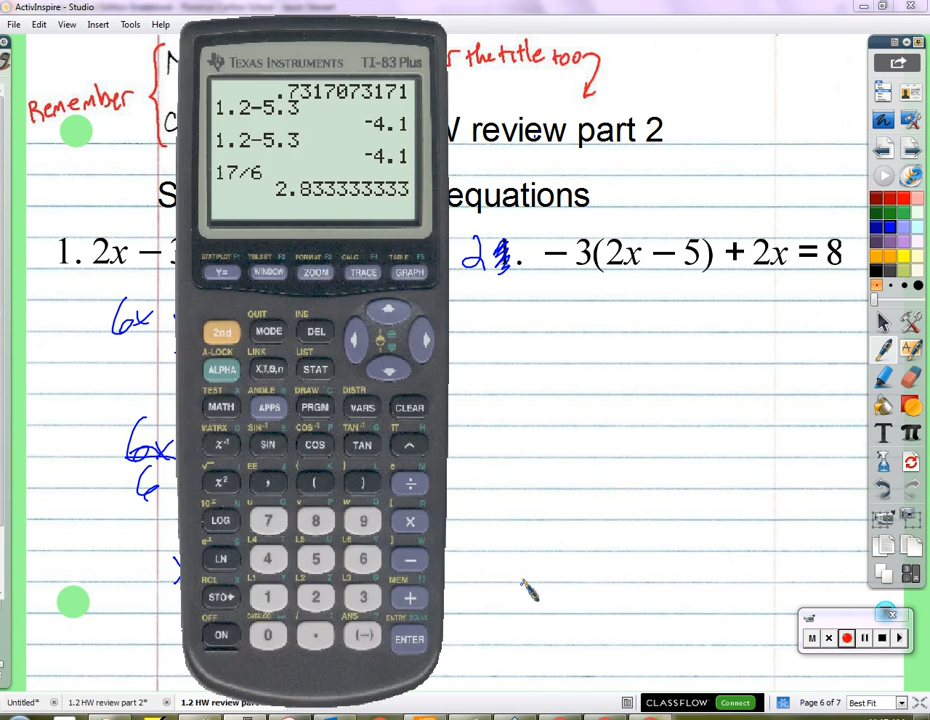 ActivInspire - Studio
File Edit View Insert Tools Help
the title too
Remember
W review part 2
equations
1. 2x −
2. −3(2x − 5) + 2x = 8
6x
6x
6
TEXAS INSTRUMENTS TI-83 Plus
.7317073171
1.2-5.3
-4.1
1.2-5.3
-4.1
17/6
2.833333333
STAT PLOT F1 TBLSET F2 FORMAT F3 CALC F4 TABLE F5
Y= WINDOW ZOOM TRACE GRAPH
QUIT INS
2nd MODE DEL
A-LOCK LINK LIST
ALPHA X,T,θ,n STAT
TEST A ANGLE B DRAW C DISTR
MATH APPS PRGM VARS CLEAR
MATRX D SIN⁻¹ E COS⁻¹ F TAN⁻¹ G π H
x⁻¹ SIN COS TAN ^
√ I EE J { K } L e M
x² , ( ) ÷
10ˣ N u O v P w Q [ R
LOG 7 8 9 ×
eˣ S L4 T L5 U L6 V ] W
LN 4 5 6 −
RCL X L1 Y L2 Z L3 θ MEM "
STO▸ 1 2 3 +
OFF CATALOG i : ANS ? ENTRY SOLVE
ON 0 . (−) ENTER
T π
M
Untitled* 1.2 HW review part 2* 1.2 HW review par
CLASSFLOW Connect Page 6 of 7 Best Fit